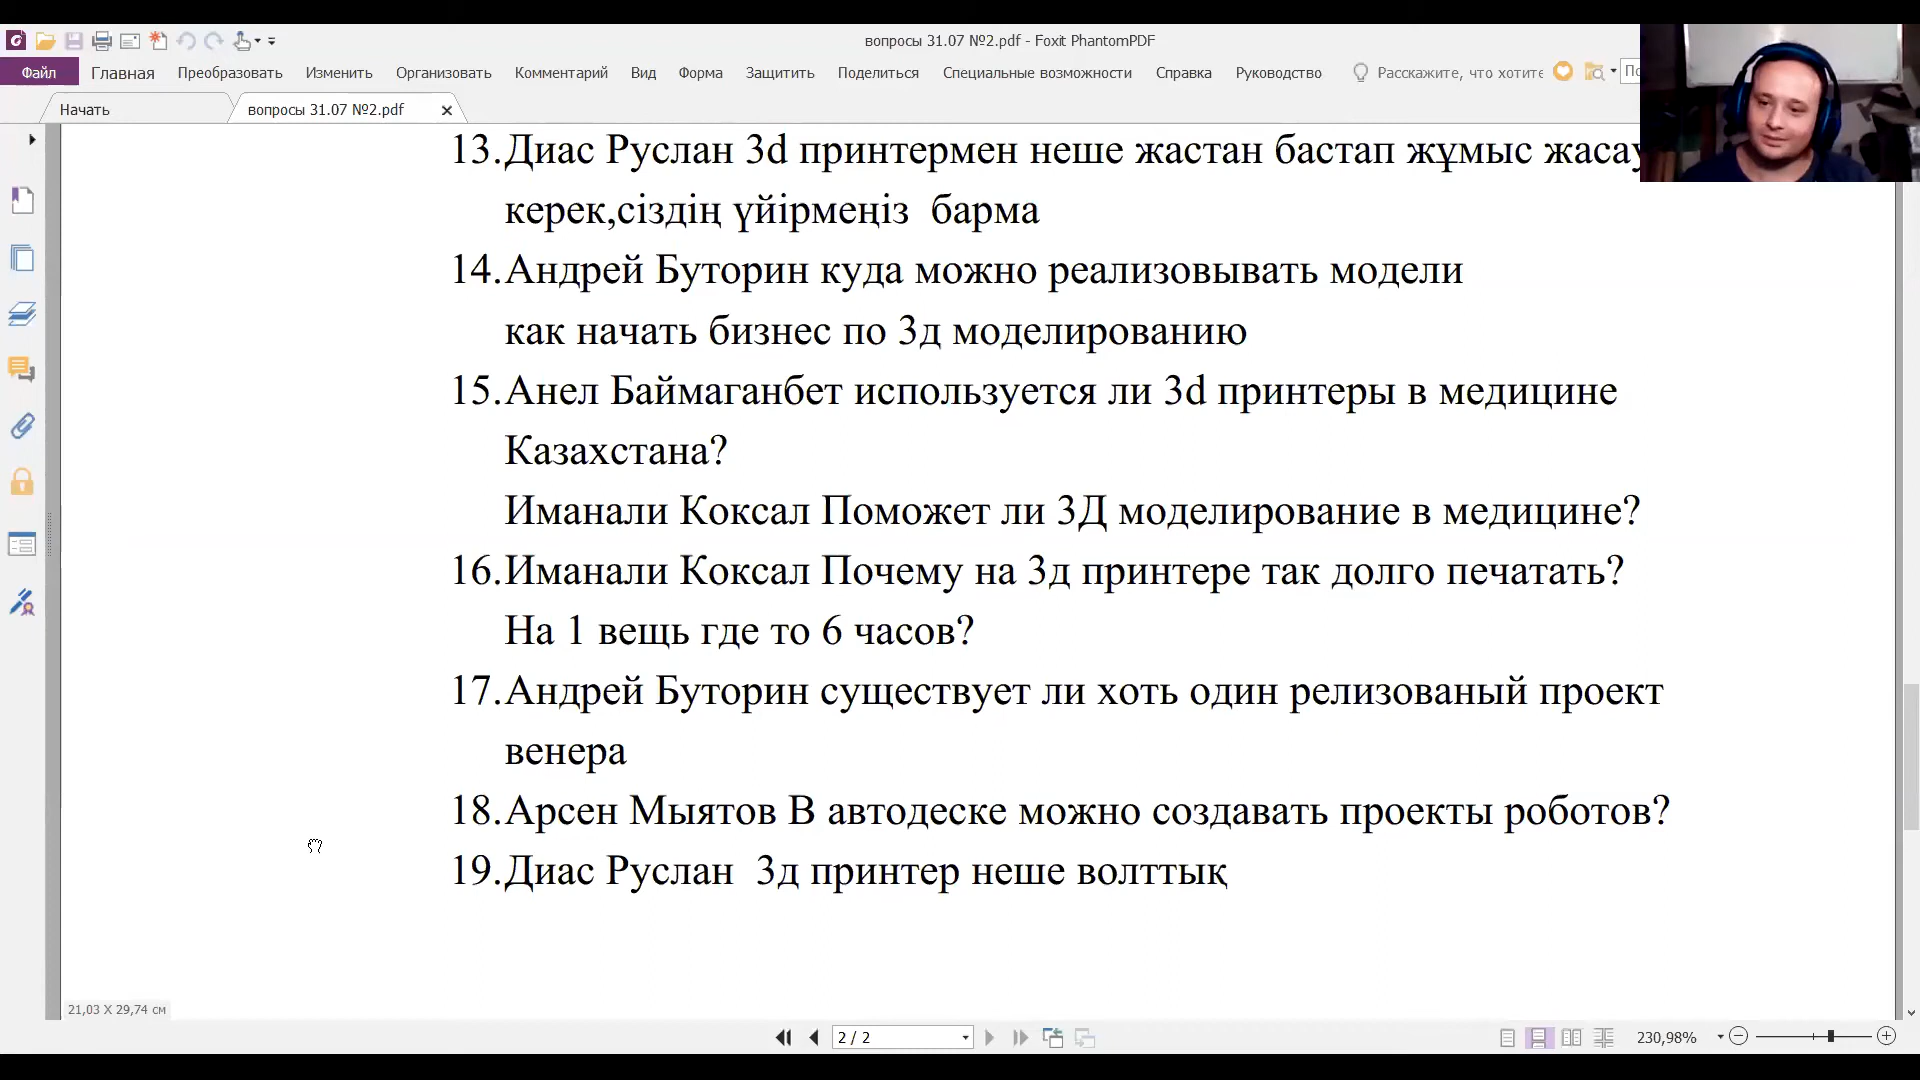 вопросы 31.07 №2.pdf - Foxit PhantomPDF
Файл Главная Преобразовать Изменить Организовать Комментарий Вид Форма Защитить Поделиться Специальные возможности Справка Руководство Расскажите, что хотите По
Начать вопросы 31.07 №2.pdf
13.Диас Руслан 3d принтермен неше жастан бастап жұмыс жасау
керек,сіздің үйірмеңіз барма
14.Андрей Буторин куда можно реализовывать модели
как начать бизнес по 3д моделированию
15.Анел Баймаганбет используется ли 3d принтеры в медицине
Казахстана?
Иманали Коксал Поможет ли 3Д моделирование в медицине?
16.Иманали Коксал Почему на 3д принтере так долго печатать?
На 1 вещь где то 6 часов?
17.Андрей Буторин существует ли хоть один релизованый проект
венера
18.Арсен Мыятов В автодеске можно создавать проекты роботов?
19.Диас Руслан 3д принтер неше волттық
21,03 X 29,74 см
2 / 2
230,98%